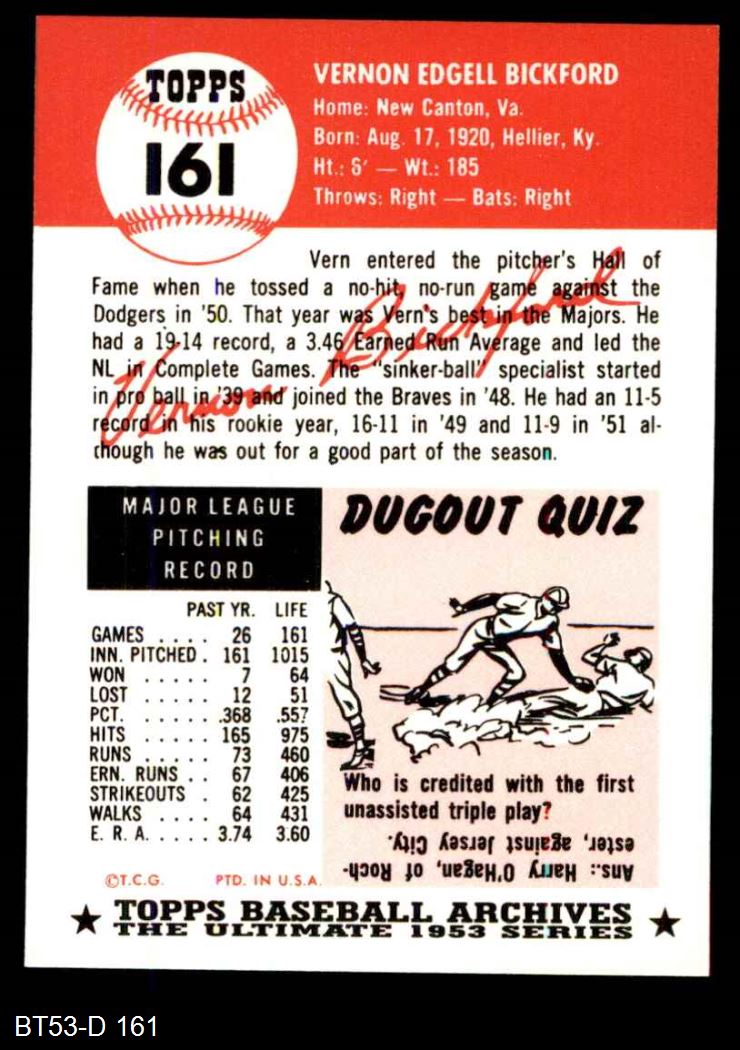 TOPPS
161
VERNON EDGELL BICKFORD
Home: New Canton, Va.
Born: Aug. 17, 1920, Hellier, Ky.
Ht.: 6' — Wt.: 185
Throws: Right — Bats: Right
Vern entered the pitcher's Hall of
Fame when he tossed a no-hit, no-run game against the
Dodgers in '50. That year was Vern's best in the Majors. He
had a 19-14 record, a 3.46 Earned Run Average and led the
NL in Complete Games. The "sinker-ball" specialist started
in pro ball in '39 and joined the Braves in '48. He had an 11-5
record in his rookie year, 16-11 in '49 and 11-9 in '51 al-
though he was out for a good part of the season.
Vernon Bickford
MAJOR LEAGUE
PITCHING
RECORD
PAST YR. LIFE
GAMES . . . . 26 161
INN. PITCHED . 161 1015
WON . . . . . 7 64
LOST . . . . . 12 51
PCT. . . . . . .368 .557
HITS . . . . . 165 975
RUNS . . . . . 73 460
ERN. RUNS . . 67 406
STRIKEOUTS . 62 425
WALKS . . . . 64 431
E. R. A. . . . . . 3.74 3.60
©T.C.G. PTD. IN U.S.A.
DUGOUT QUIZ
Who is credited with the first
unassisted triple play?
Ans.: Harry O'Hagan, of Roch-
ester, against Jersey City.
TOPPS BASEBALL ARCHIVES
THE ULTIMATE 1953 SERIES
BT53-D 161